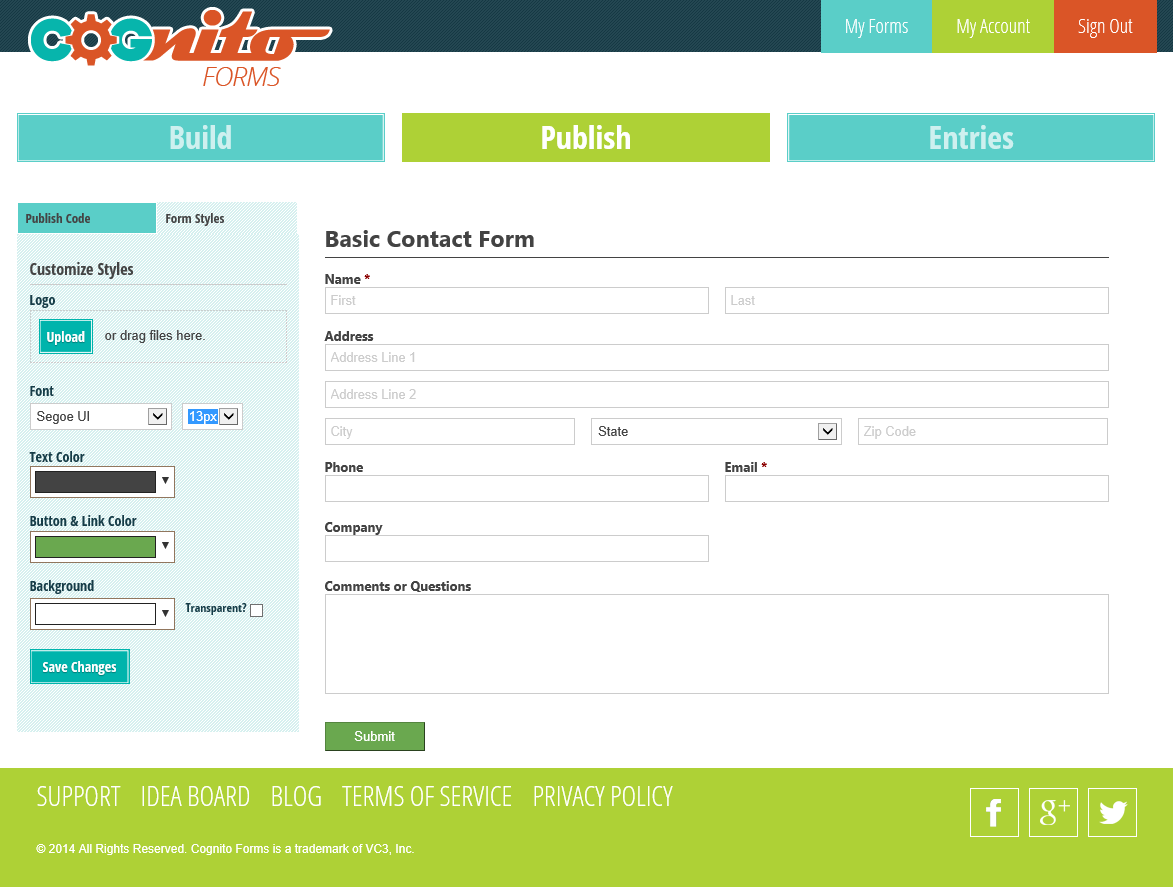 COGnito
FORMS
My Forms
My Account
Sign Out
Build
Publish
Entries
Publish Code
Form Styles
Customize Styles
Logo
Upload
or drag files here.
Font
Segoe UI
13px
Text Color
Button & Link Color
Background
Transparent?
Save Changes
Basic Contact Form
Name *
First
Last
Address
Address Line 1
Address Line 2
City
State
Zip Code
Phone
Email *
Company
Comments or Questions
Submit
SUPPORT IDEA BOARD BLOG TERMS OF SERVICE PRIVACY POLICY
f
g+
© 2014 All Rights Reserved. Cognito Forms is a trademark of VC3, Inc.